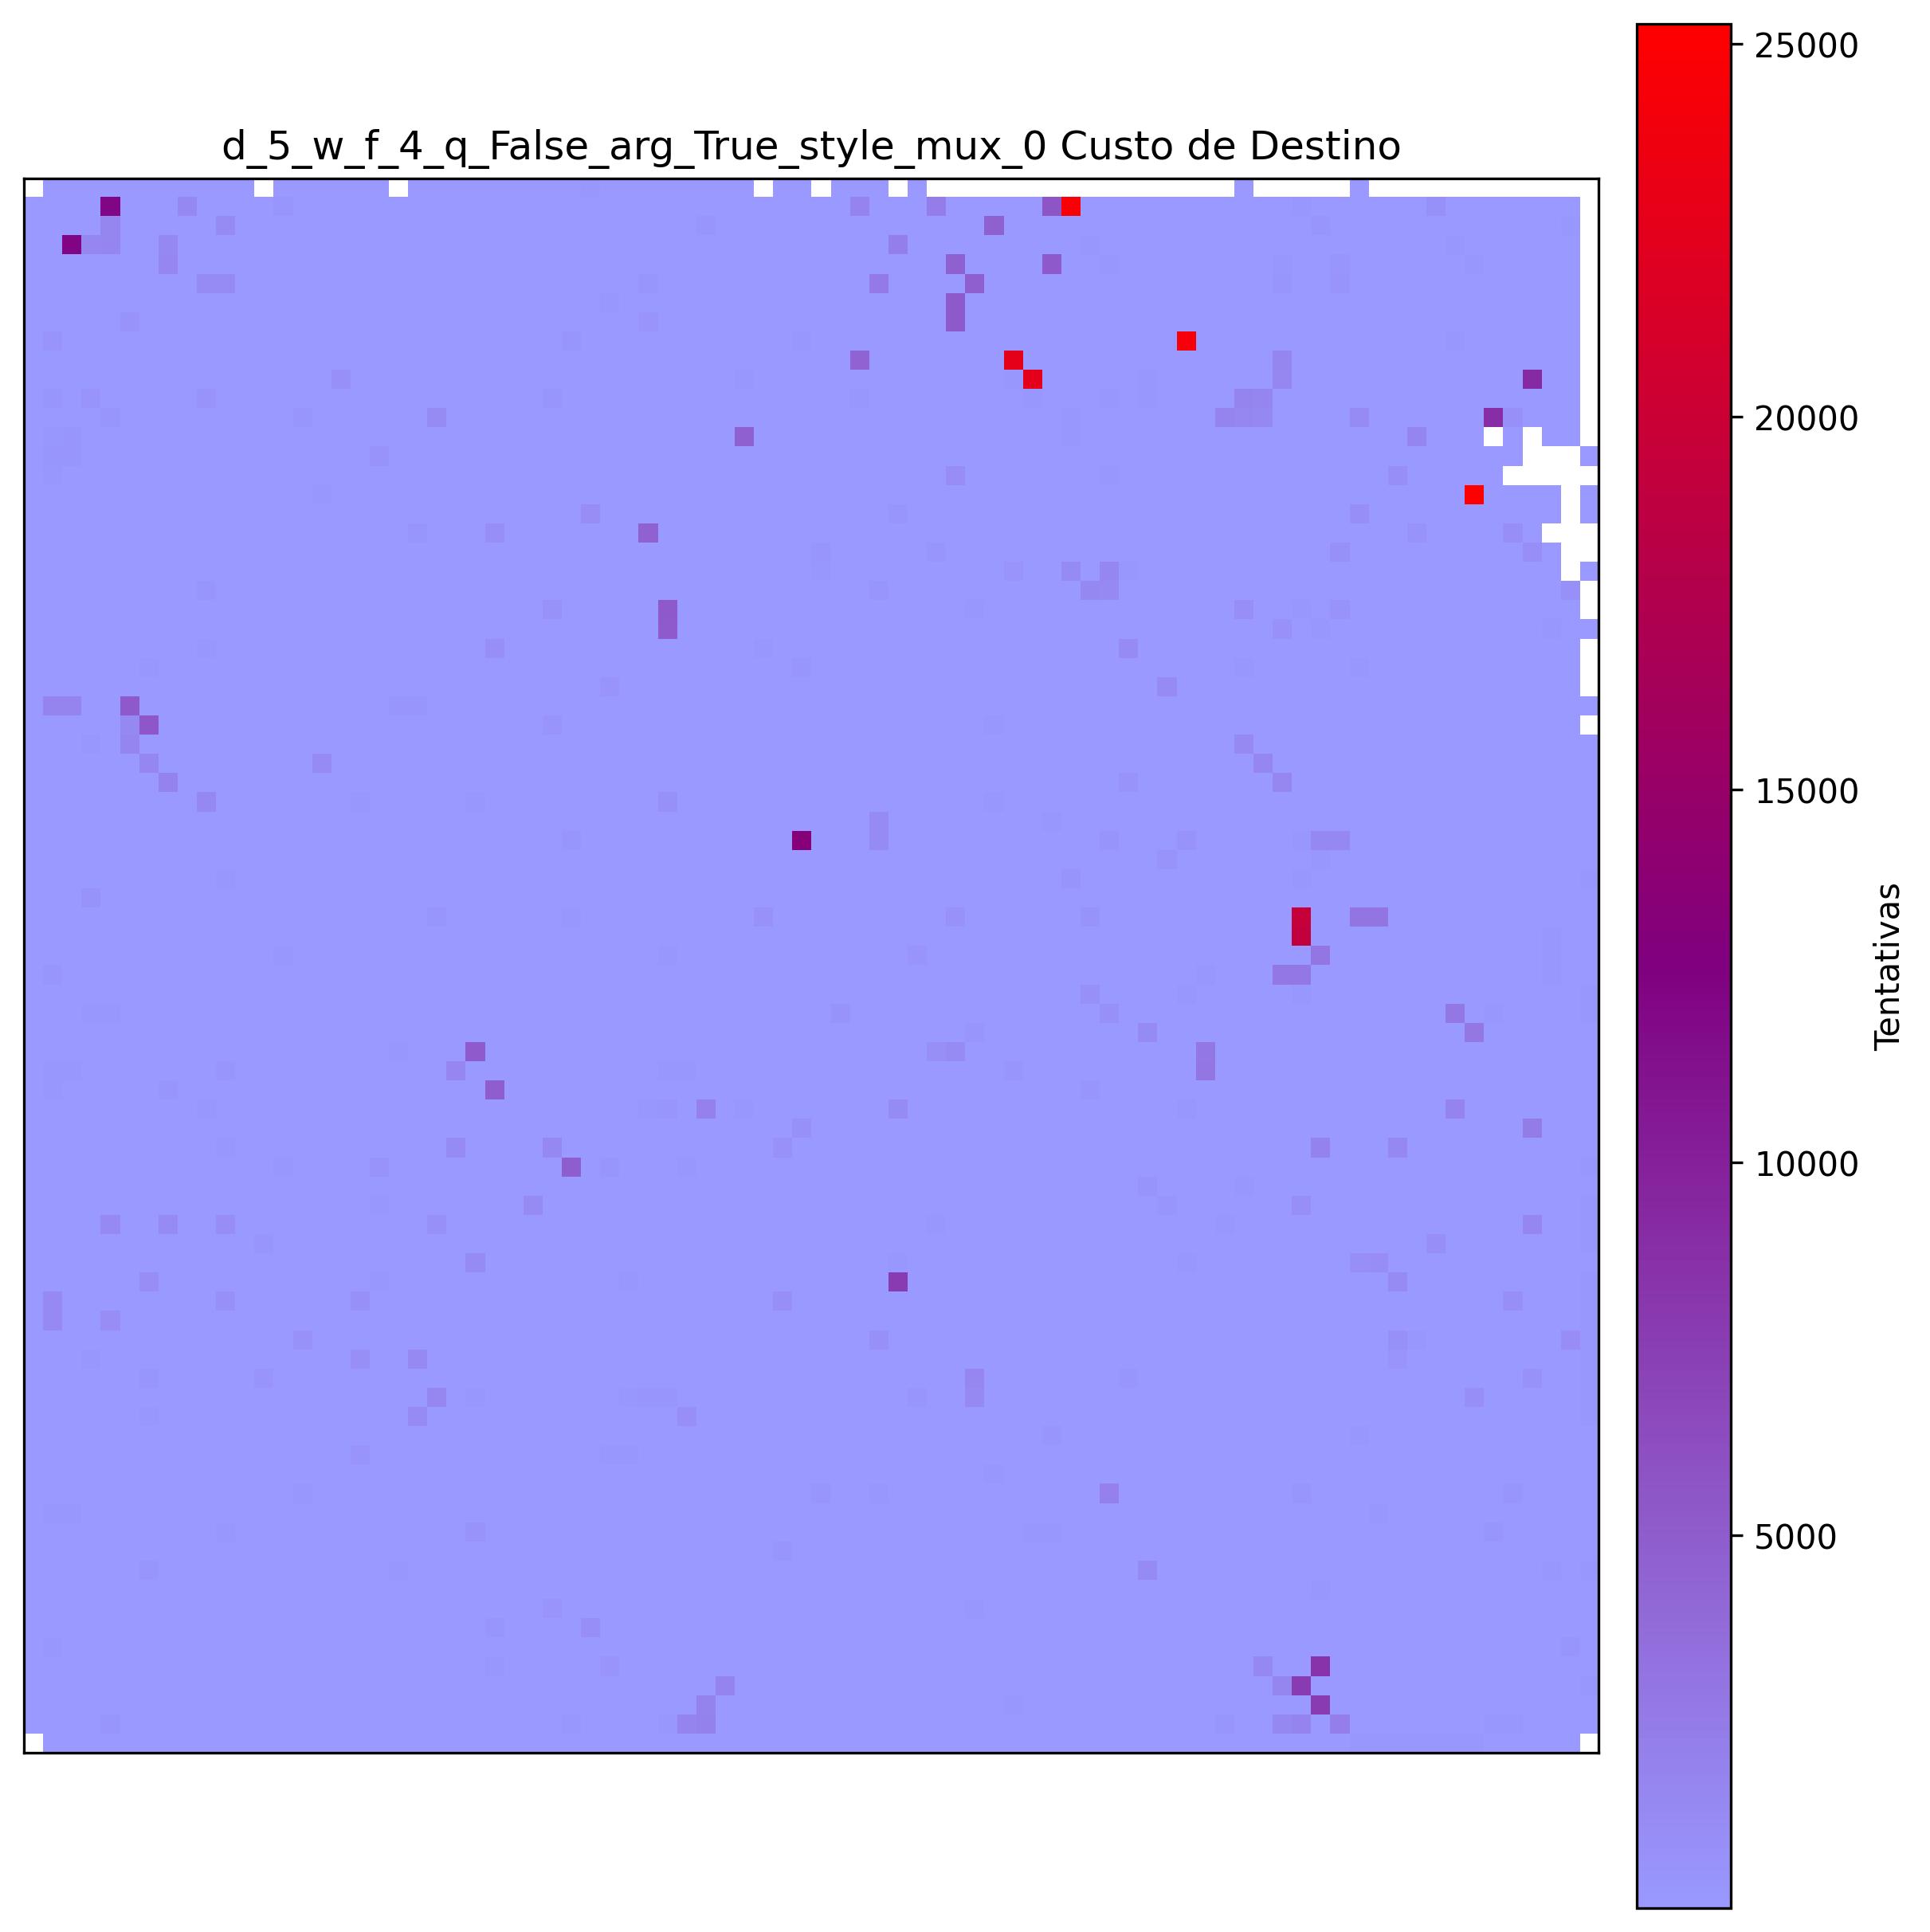 d_5_w_f_4_q_False_arg_True_style_mux_0 Custo de Destino
25000
20000
15000
10000
5000
Tentativas